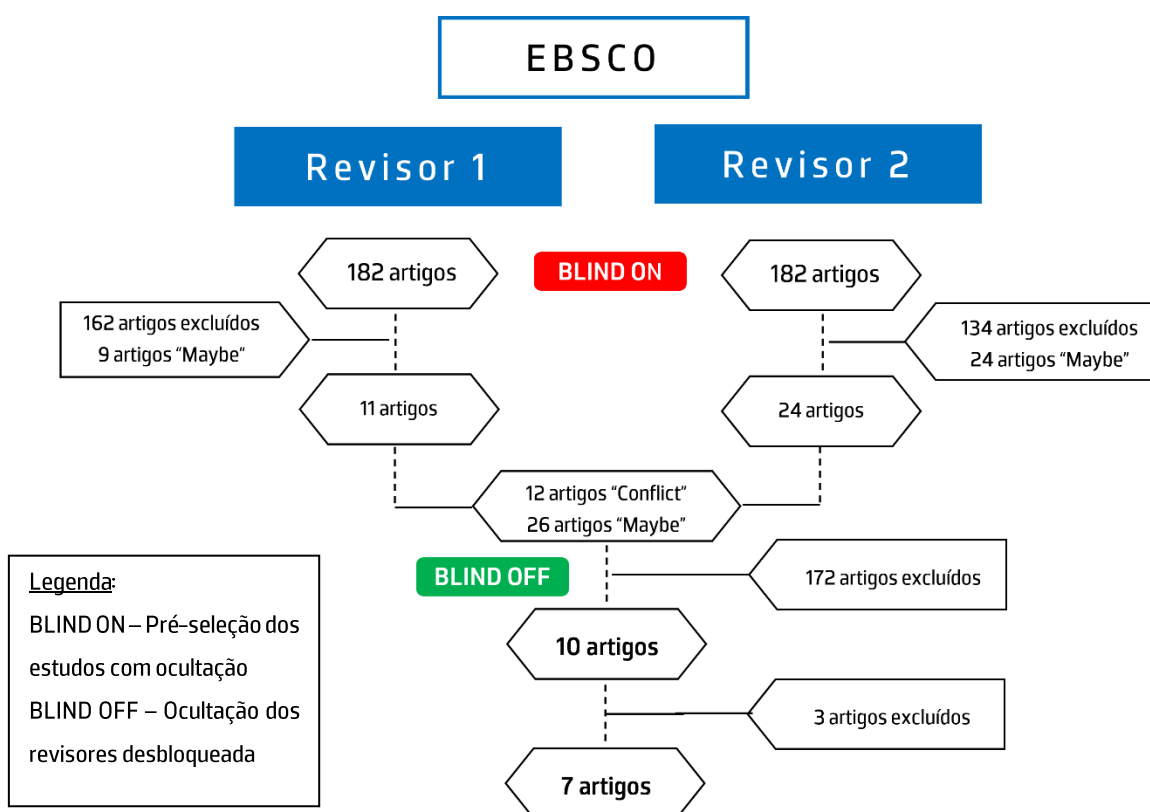 EBSCO
Revisor 1
Revisor 2
182 artigos
BLIND ON
182 artigos
162 artigos excluídos
9 artigos “Maybe”
134 artigos excluídos
24 artigos “Maybe”
11 artigos
24 artigos
12 artigos “Conflict”
26 artigos “Maybe”
BLIND OFF
172 artigos excluídos
10 artigos
3 artigos excluídos
7 artigos
Legenda:
BLIND ON – Pré-seleção dos
estudos com ocultação
BLIND OFF – Ocultação dos
revisores desbloqueada